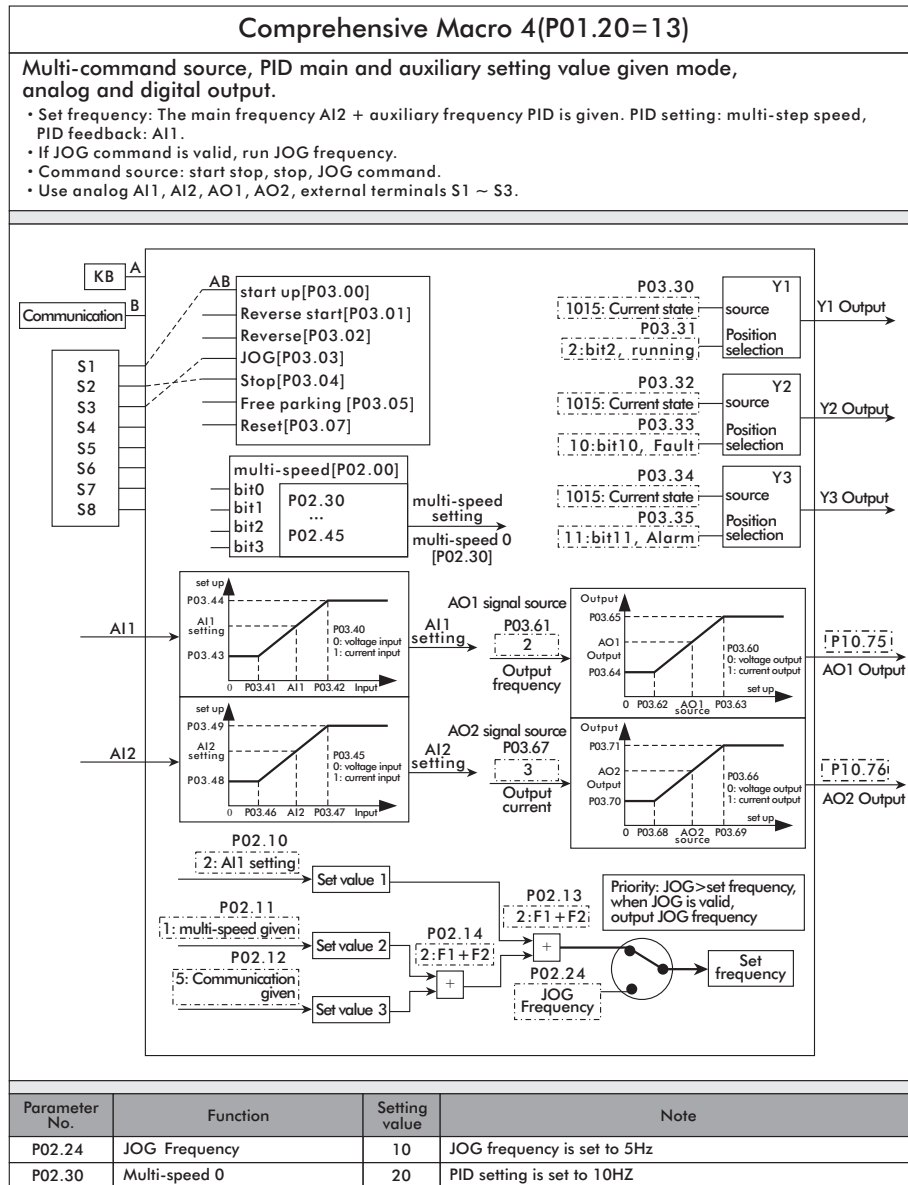 Comprehensive Macro 4(P01.20=13)
Multi-command source, PID main and auxiliary setting value given mode,
analog and digital output.
• Set frequency: The main frequency AI2 + auxiliary frequency PID is given. PID setting: multi-step speed,
PID feedback: AI1.
• If JOG command is valid, run JOG frequency.
• Command source: start stop, stop, JOG command.
• Use analog AI1, AI2, AO1, AO2, external terminals S1 ~ S3.
KB
A
Communication
B
AB
start up[P03.00]
Reverse start[P03.01]
Reverse[P03.02]
JOG[P03.03]
Stop[P03.04]
Free parking [P03.05]
Reset[P03.07]
S1
S2
S3
S4
S5
S6
S7
S8
multi-speed[P02.00]
bit0
bit1
bit2
bit3
P02.30
...
P02.45
multi-speed
setting
multi-speed 0
[P02.30]
P03.30
1015: Current state
P03.31
2:bit2, running
Y1
source
Position
selection
Y1 Output
P03.32
1015: Current state
P03.33
10:bit10, Fault
Y2
source
Position
selection
Y2 Output
P03.34
1015: Current state
P03.35
11:bit11, Alarm
Y3
source
Position
selection
Y3 Output
AI1
set up
P03.44
AI1
setting
P03.43
P03.40
0: voltage input
1: current input
0 P03.41 AI1 P03.42 Input
AI1
setting
AO1 signal source
P03.61
2
Output
frequency
Output
P03.65
AO1
Output
P03.64
P03.60
0: voltage output
1: current output
set up
0 P03.62 AO1 P03.63
source
P10.75
AO1 Output
AI2
set up
P03.49
AI2
setting
P03.48
P03.45
0: voltage input
1: current input
0 P03.46 AI2 P03.47 Input
AI2
setting
AO2 signal source
P03.67
3
Output
current
Output
P03.71
AO2
Output
P03.70
P03.66
0: voltage output
1: current output
set up
0 P03.68 AO2 P03.69
source
P10.76
AO2 Output
P02.10
2: AI1 setting
Set value 1
P02.11
1: multi-speed given
Set value 2
P02.12
5: Communication
given
Set value 3
P02.14
2:F1+F2
+
P02.13
2:F1+F2
+
P02.24
JOG
Frequency
Priority: JOG>set frequency,
when JOG is valid,
output JOG frequency
Set
frequency
Parameter No. Function Setting value Note
P02.24 JOG Frequency 10 JOG frequency is set to 5Hz
P02.30 Multi-speed 0 20 PID setting is set to 10HZ